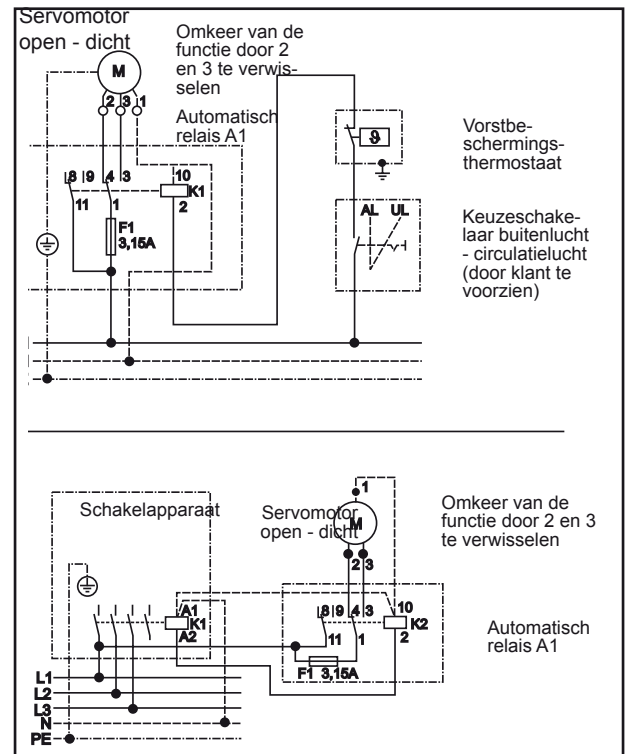 Servomotor
open - dicht
Omkeer van de
functie door 2
en 3 te verwis-
selen
M
2 3 1
Automatisch
relais A1
8 9 4 3 10
K1
11 1 2
F1
3,15A
ϑ
Vorstbe-
schermings-
thermostaat
AL UL
Keuzeschake-
laar buitenlucht
- circulatielucht
(door klant te
voorzien)
1
Schakelapparaat
Servomotor
open - dicht
M
Omkeer van de
functie door 2 en 3
te verwisselen
2 3
A1
K1
A2
8 9 4 3 10
K2
11 1 2
F1 3,15A
Automatisch
relais A1
L1
L2
L3
N
PE